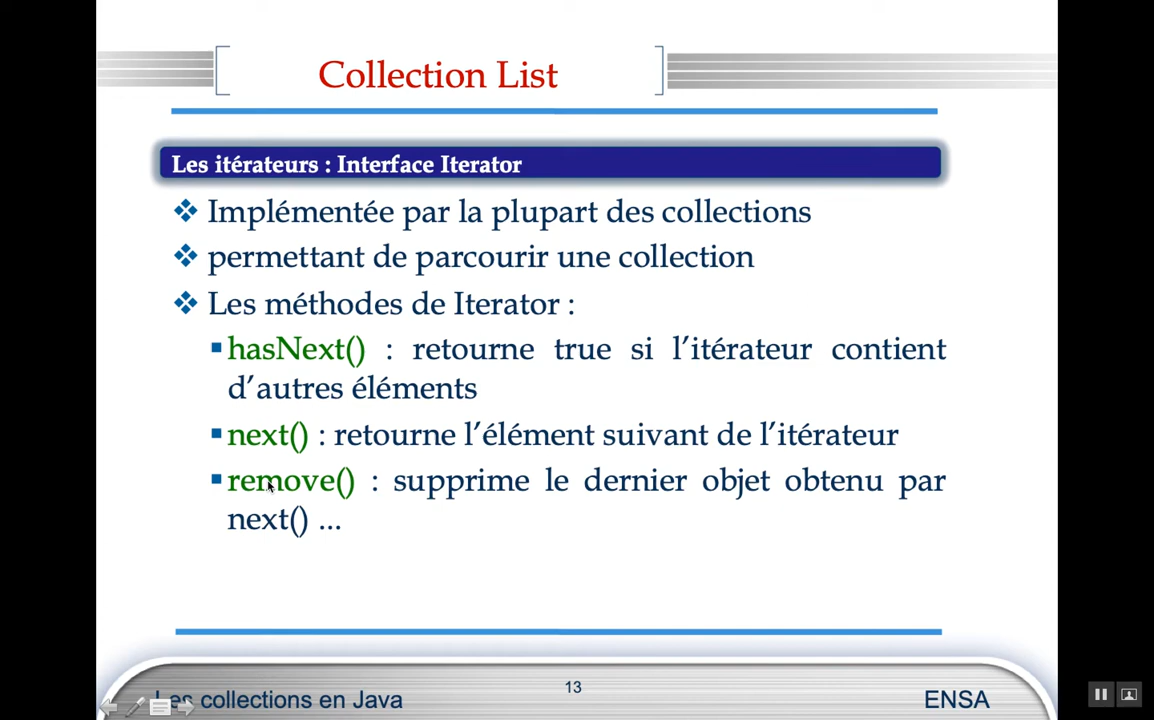 Collection List
Les itérateurs : Interface Iterator
Implémentée par la plupart des collections
permettant de parcourir une collection
Les méthodes de Iterator :
hasNext() : retourne true si l’itérateur contient
d’autres éléments
next() : retourne l’élément suivant de l’itérateur
remove() : supprime le dernier objet obtenu par
next() ...
Les collections en Java
13
ENSA